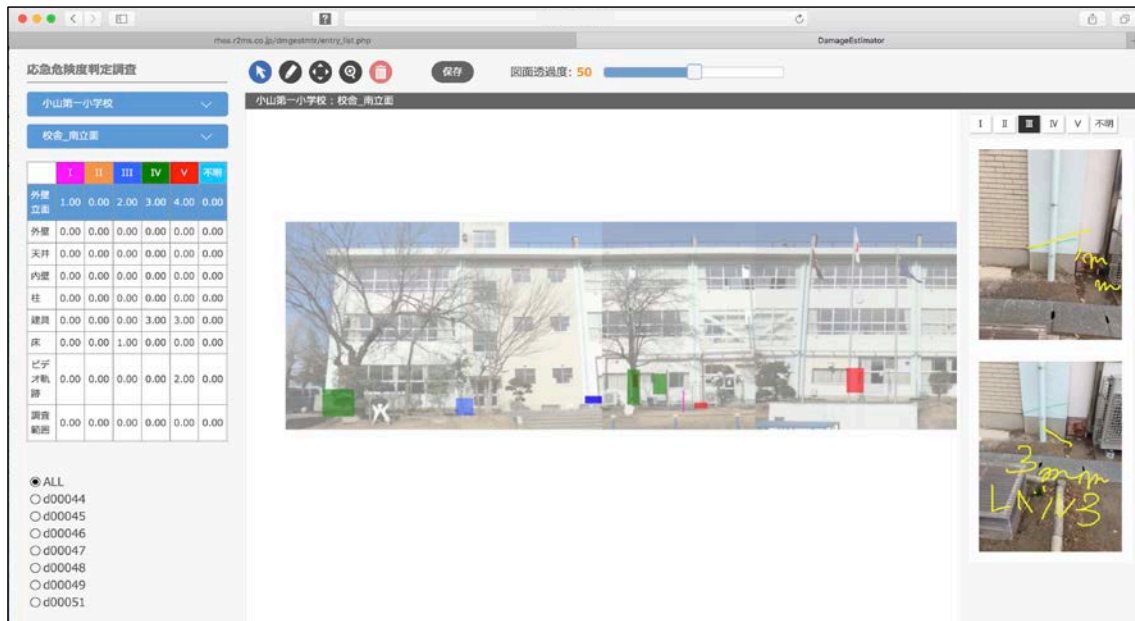 ?
rhos.r2ms.co.jp/dmgestmtr/entry_list.php
DamageEstimator
応急危険度判定調査
保存
図面透過度: 50
小山第一小学校
校舎_南立面
小山第一小学校：校舎_南立面
I II III IV V 不明
I II III IV V 不明
外壁
立面 1.00 0.00 2.00 3.00 4.00 0.00
外壁 0.00 0.00 0.00 0.00 0.00 0.00
天井 0.00 0.00 0.00 0.00 0.00 0.00
内壁 0.00 0.00 0.00 0.00 0.00 0.00
柱 0.00 0.00 0.00 0.00 0.00 0.00
建具 0.00 0.00 0.00 3.00 3.00 0.00
床 0.00 0.00 1.00 0.00 0.00 0.00
ビデ
オ軌
跡 0.00 0.00 0.00 0.00 2.00 0.00
調査
範囲 0.00 0.00 0.00 0.00 0.00 0.00
ALL
d00044
d00045
d00046
d00047
d00048
d00049
d00051
3mm